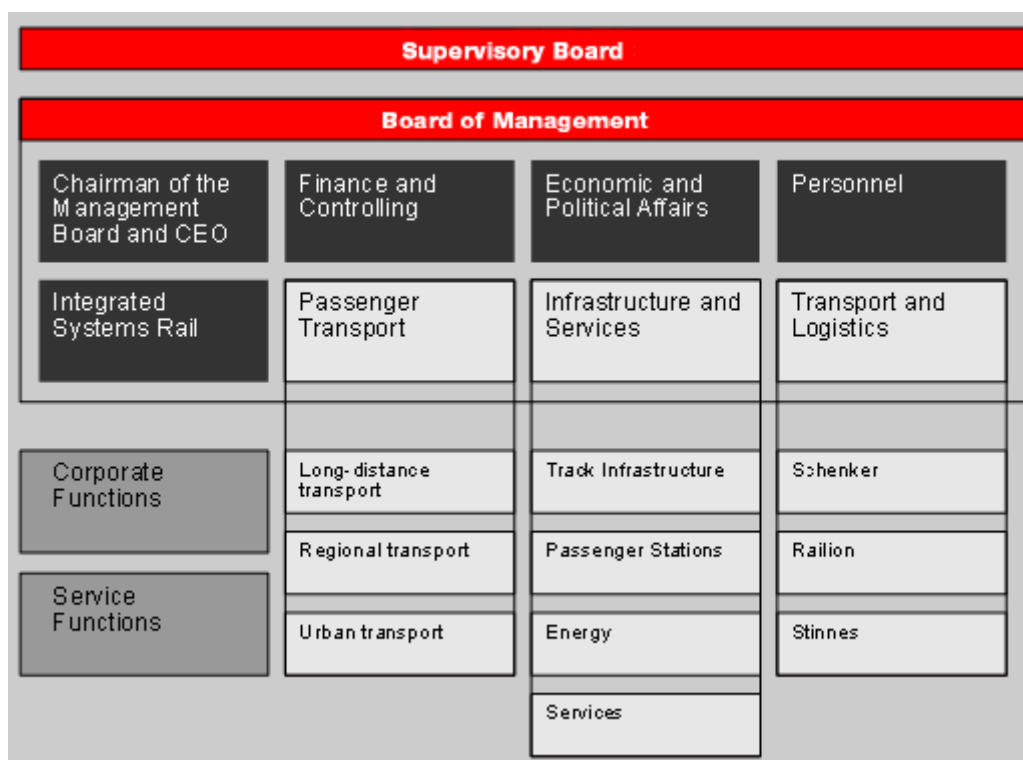 Supervisory Board
Board of Management
Chairman of the
Management
Board and CEO
Finance and
Controlling
Economic and
Political Affairs
Personnel
Integrated
Systems Rail
Passenger
Transport
Infrastructure and
Services
Transport and
Logistics
Corporate
Functions
Long-distance
transport
Track Infrastructure
Schenker
Regional transport
Passenger Stations
Railion
Service
Functions
Urban transport
Energy
Stinnes
Services